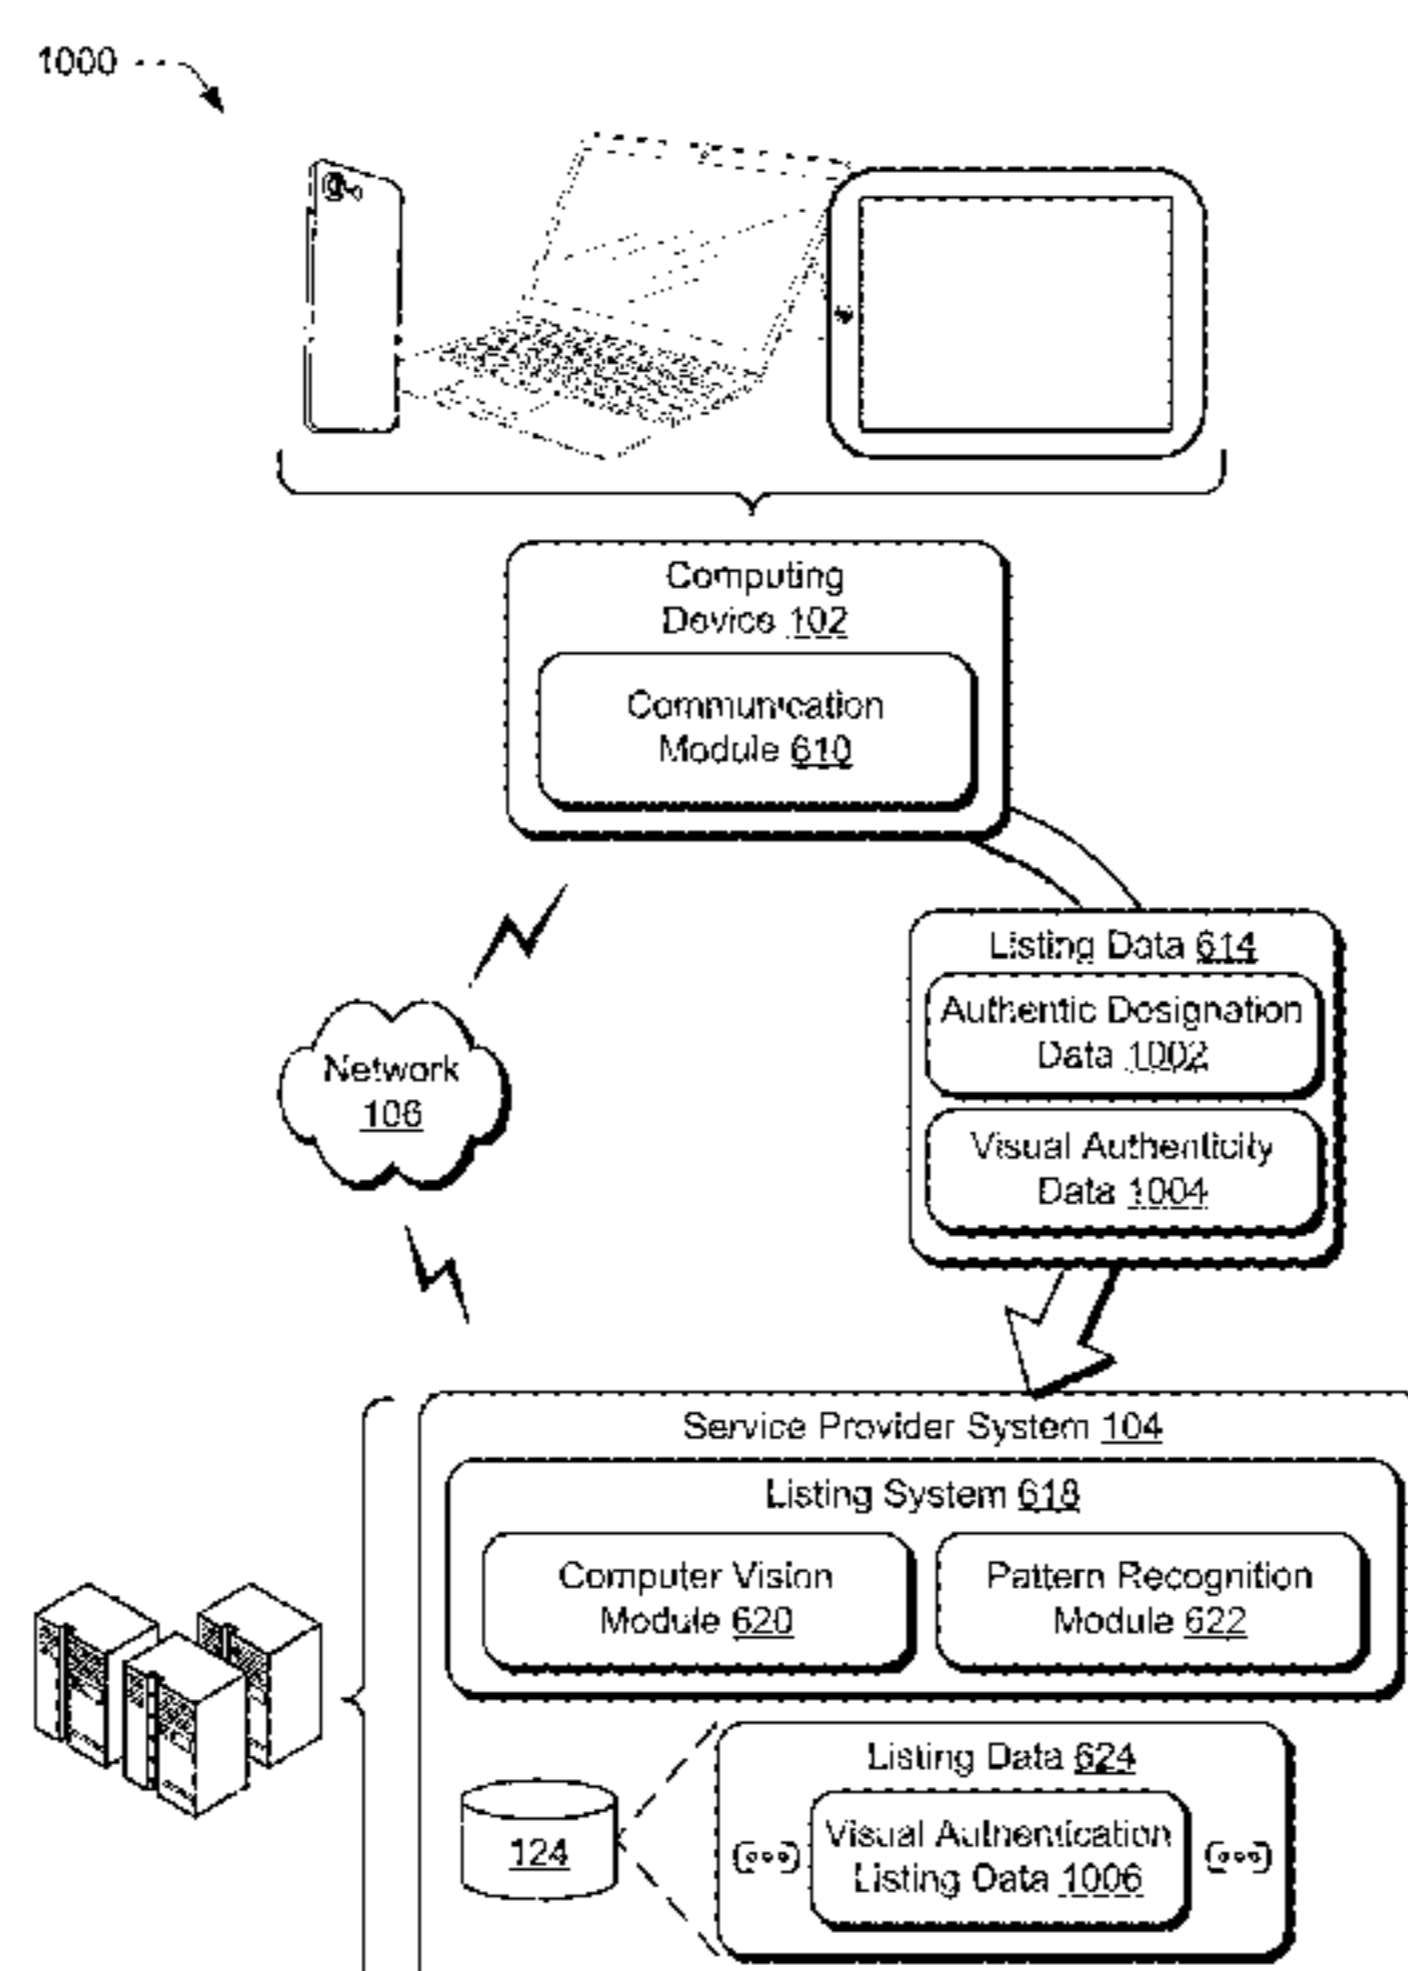 1000
Computing
Device 102
Communication
Module 610
Listing Data 614
Authentic Designation
Data 1002
Network
106
Visual Authenticity
Data 1004
Service Provider System 104
Listing System 618
Computer Vision
Module 620
Pattern Recognition
Module 622
Listing Data 624
124
Visual Authentication
Listing Data 1006